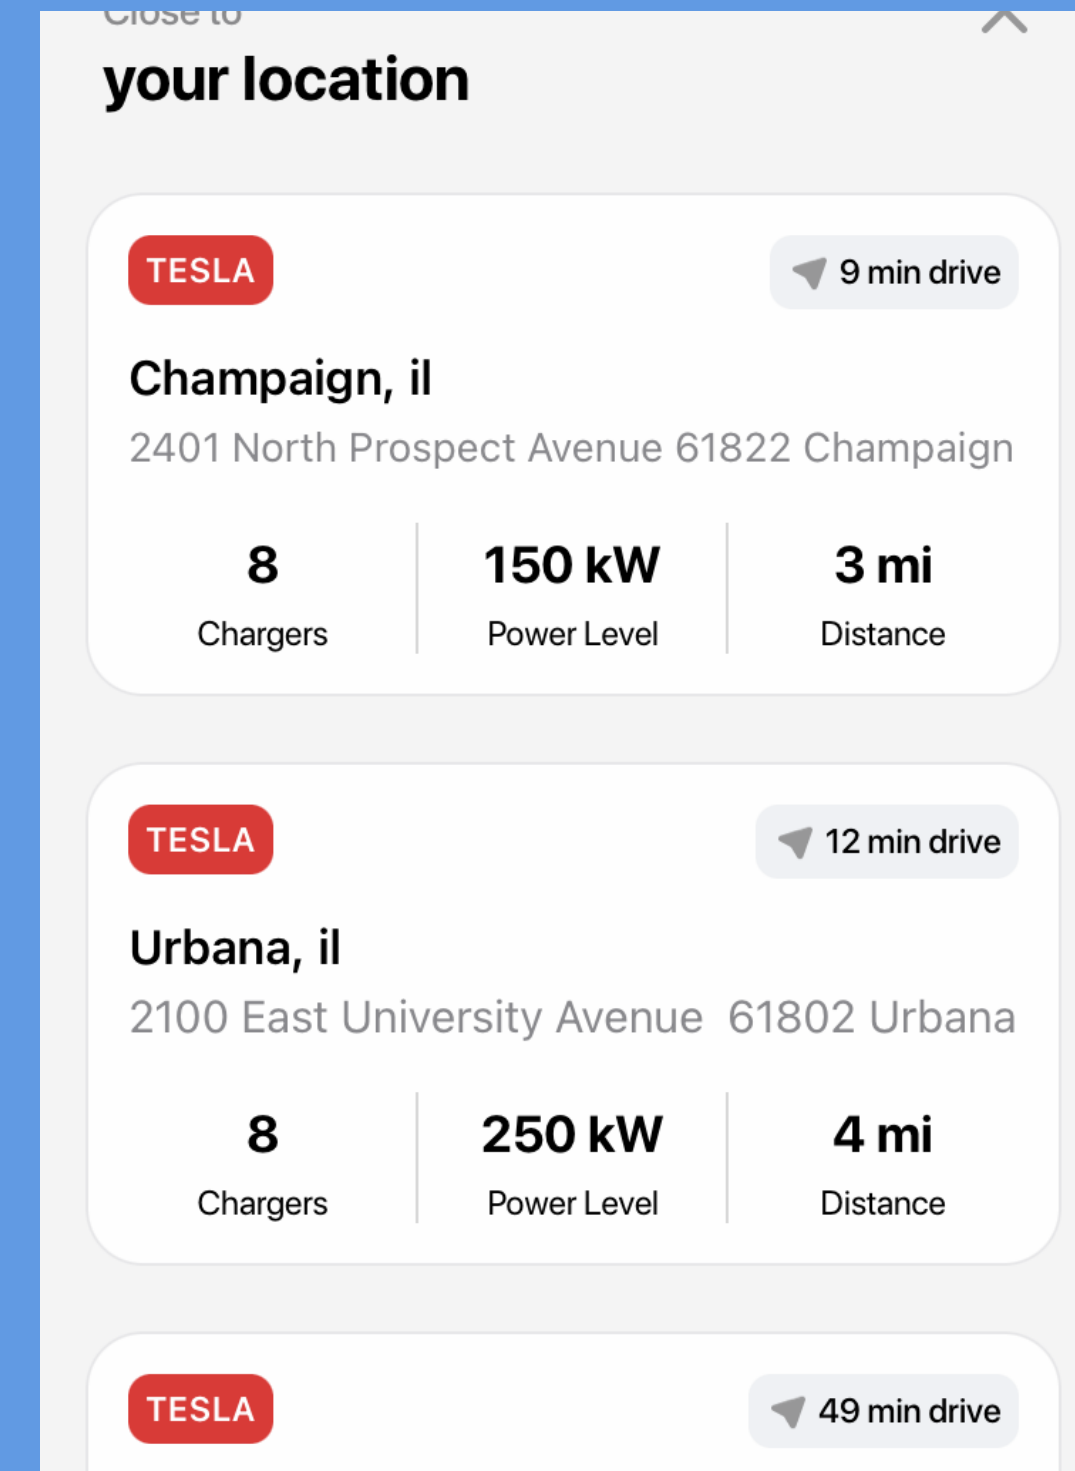 Close to
your location
TESLA
9 min drive
Champaign, il
2401 North Prospect Avenue 61822 Champaign
8
150 kW
3 mi
Chargers
Power Level
Distance
TESLA
12 min drive
Urbana, il
2100 East University Avenue  61802 Urbana
8
250 kW
4 mi
Chargers
Power Level
Distance
TESLA
49 min drive